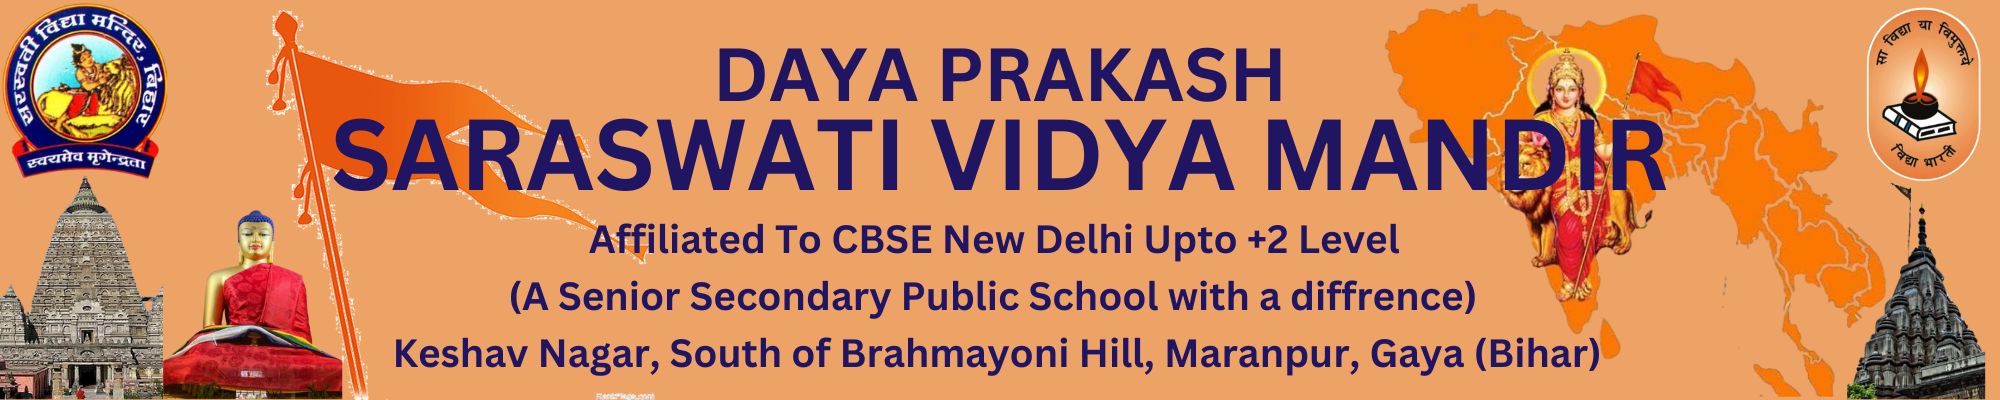 सरस्वती विद्या मन्दिर, बिहार
स्वयमेव मृगेन्द्रता
DAYA PRAKASH
SARASWATI VIDYA MANDIR
Affiliated To CBSE New Delhi Upto +2 Level
(A Senior Secondary Public School with a diffrence)
Keshav Nagar, South of Brahmayoni Hill, Maranpur, Gaya (Bihar)
सा विद्या या विमुक्तये
विद्या भारती